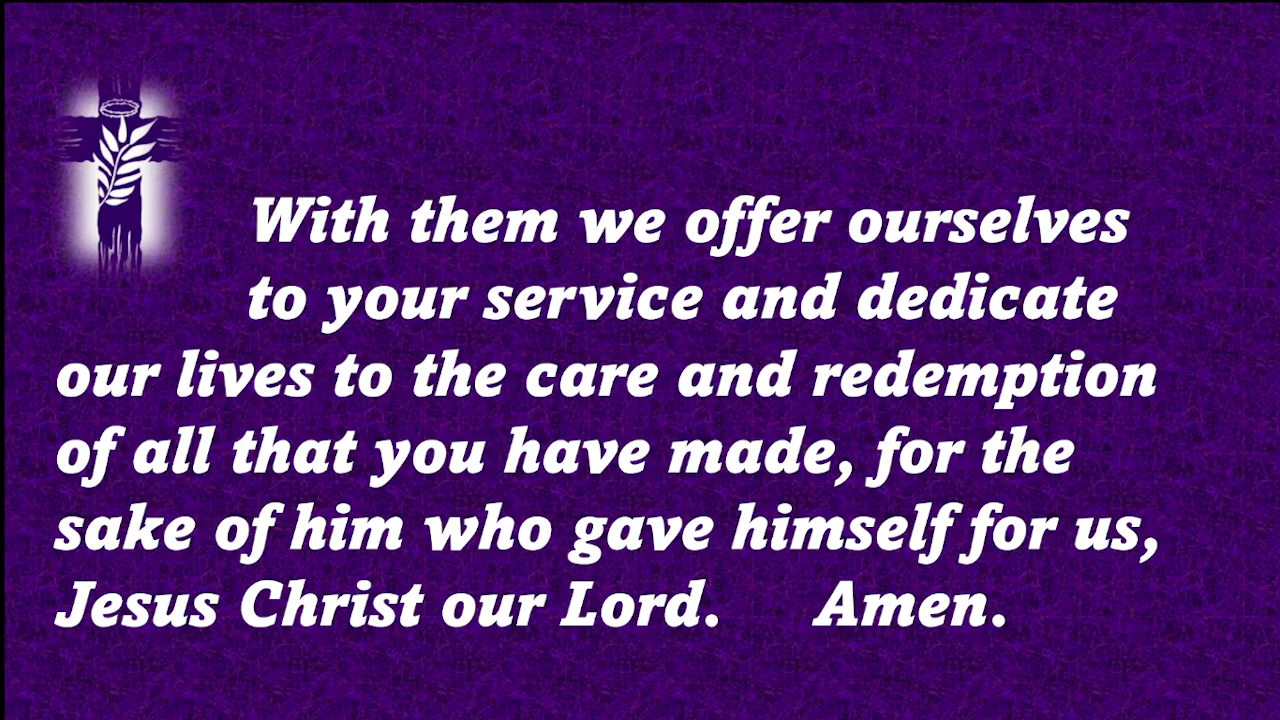 With them we offer ourselves
to your service and dedicate
our lives to the care and redemption
of all that you have made, for the
sake of him who gave himself for us,
Jesus Christ our Lord. Amen.